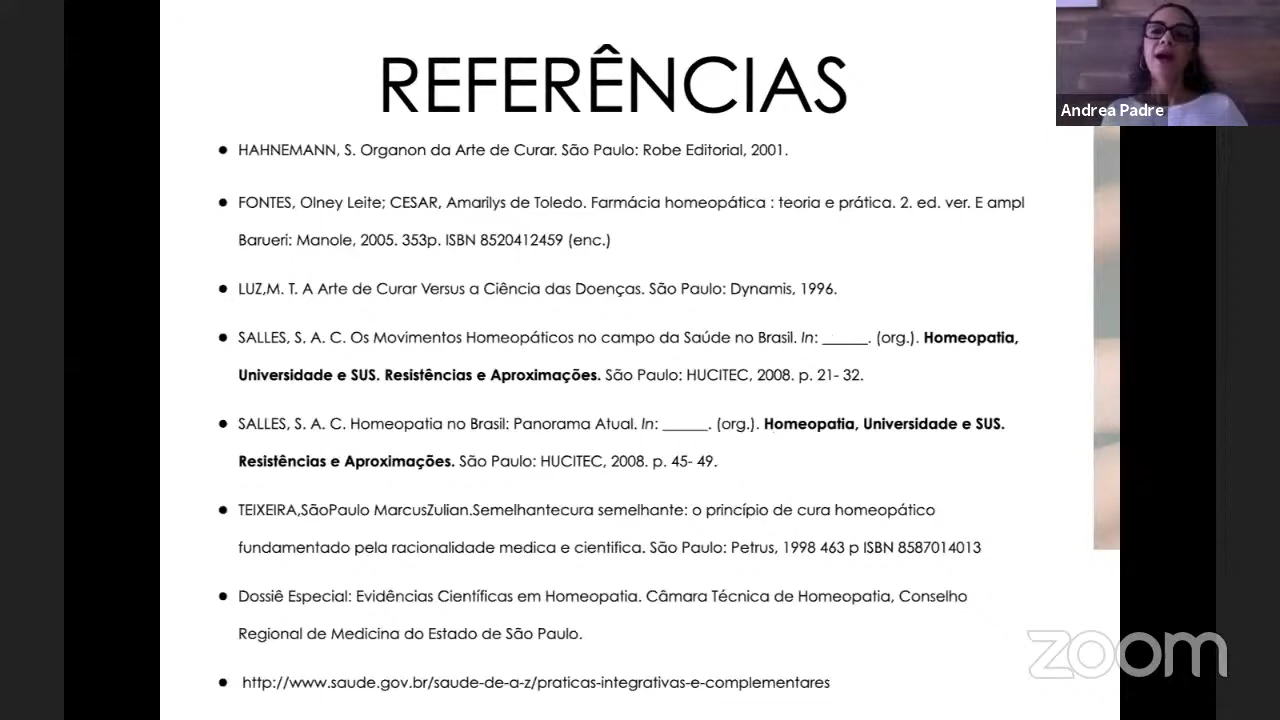 REFERÊNCIAS
Andrea Padre
● HAHNEMANN, S. Organon da Arte de Curar. São Paulo: Robe Editorial, 2001.
● FONTES, Olney Leite; CESAR, Amarilys de Toledo. Farmácia homeopática : teoria e prática. 2. ed. ver. E ampl
Barueri: Manole, 2005. 353p. ISBN 8520412459 (enc.)
● LUZ,M. T. A Arte de Curar Versus a Ciência das Doenças. São Paulo: Dynamis, 1996.
● SALLES, S. A. C. Os Movimentos Homeopáticos no campo da Saúde no Brasil. In: ______. (org.). Homeopatia,
Universidade e SUS. Resistências e Aproximações. São Paulo: HUCITEC, 2008. p. 21- 32.
● SALLES, S. A. C. Homeopatia no Brasil: Panorama Atual. In: ______. (org.). Homeopatia, Universidade e SUS.
Resistências e Aproximações. São Paulo: HUCITEC, 2008. p. 45- 49.
● TEIXEIRA,SãoPaulo MarcusZulian.Semelhantecura semelhante: o princípio de cura homeopático
fundamentado pela racionalidade medica e cientifica. São Paulo: Petrus, 1998 463 p ISBN 8587014013
● Dossiê Especial: Evidências Científicas em Homeopatia. Câmara Técnica de Homeopatia, Conselho
Regional de Medicina do Estado de São Paulo.
● http://www.saude.gov.br/saude-de-a-z/praticas-integrativas-e-complementares
zoom